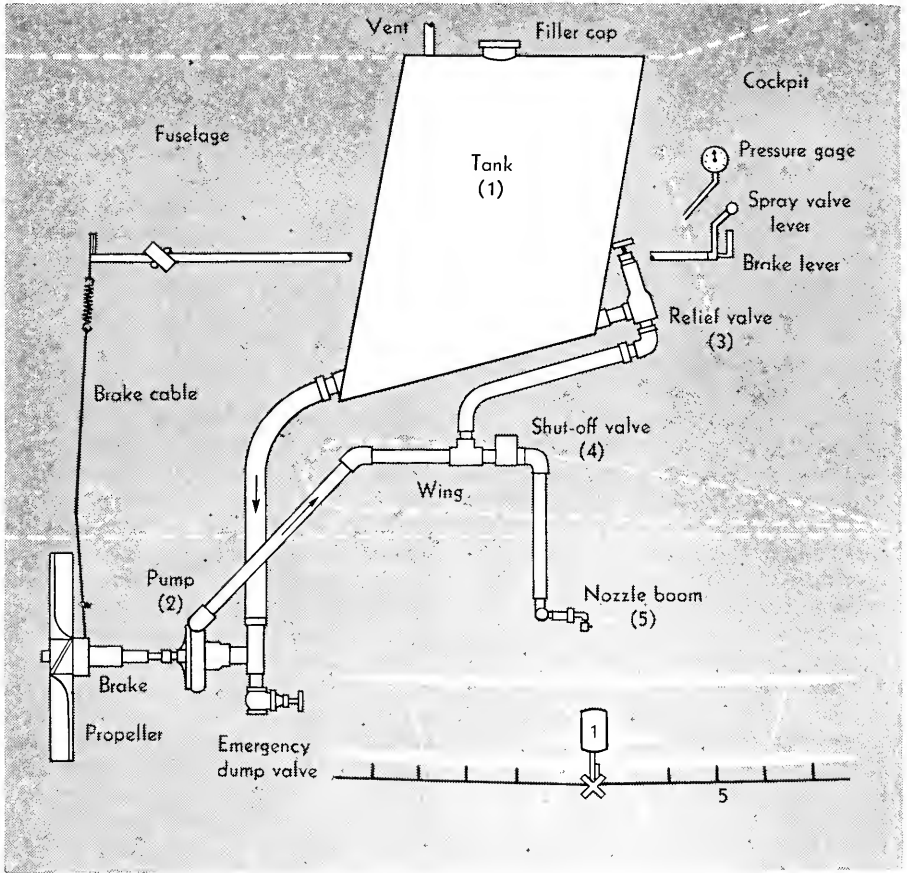 Vent
Filler cap
Cockpit
Fuselage
Pressure gage
Tank
(1)
Spray valve
lever
Brake lever
Relief valve
(3)
Brake cable
Shut-off valve
(4)
Wing
Pump
(2)
Nozzle boom
(5)
Brake
Propeller
Emergency
dump valve
1
5